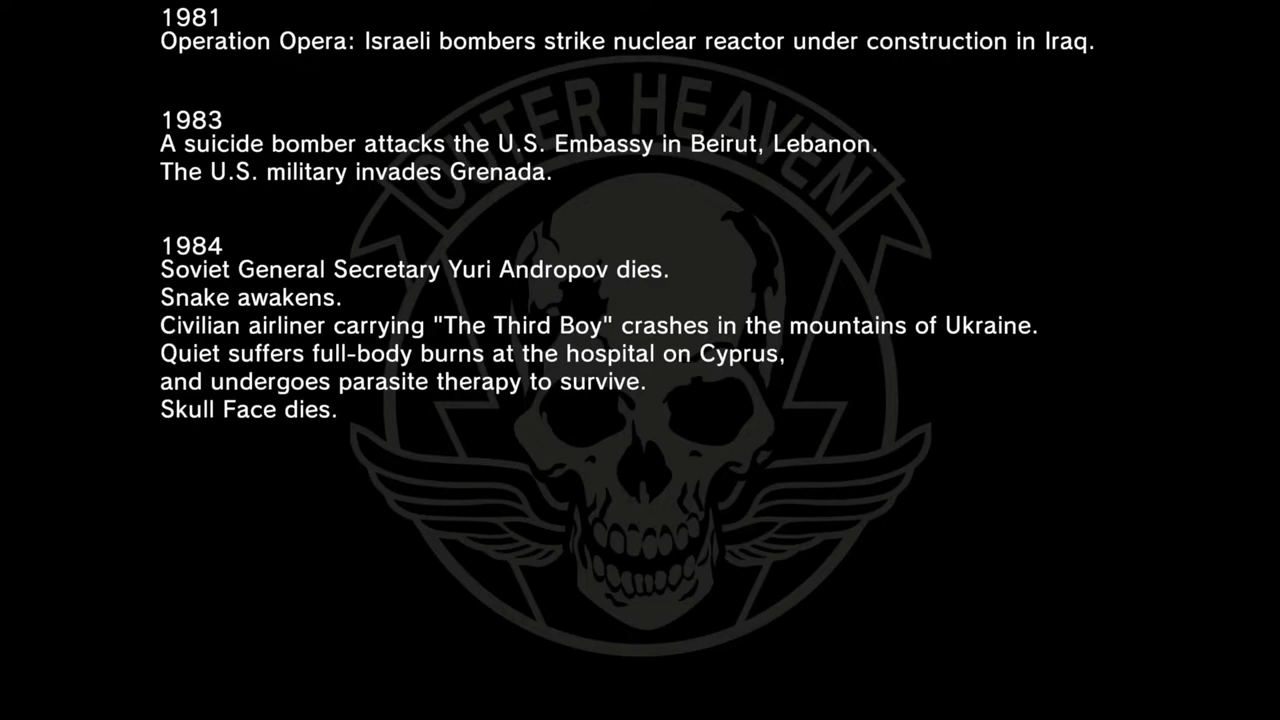 1981
Operation Opera: Israeli bombers strike nuclear reactor under construction in Iraq.
1983
A suicide bomber attacks the U.S. Embassy in Beirut, Lebanon.
The U.S. military invades Grenada.
1984
Soviet General Secretary Yuri Andropov dies.
Snake awakens.
Civilian airliner carrying "The Third Boy" crashes in the mountains of Ukraine.
Quiet suffers full-body burns at the hospital on Cyprus,
and undergoes parasite therapy to survive.
Skull Face dies.
OUTER HEAVEN